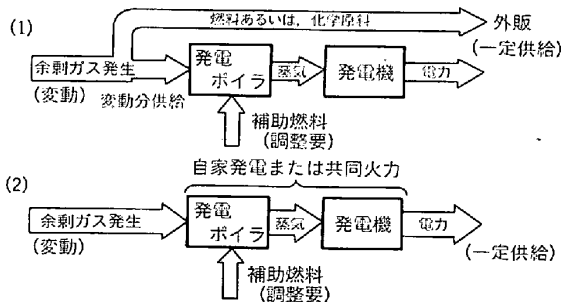 (1)
燃料あるいは，化学原料
外販
(一定供給)
余剰ガス発生
(変動)
変動分供給
発電
ボイラ
蒸気
発電機
電力
補助燃料
(調整要)
自家発電または共同火力
(2)
余剰ガス発生
(変動)
発電
ボイラ
蒸気
発電機
電力
(一定供給)
補助燃料
(調整要)